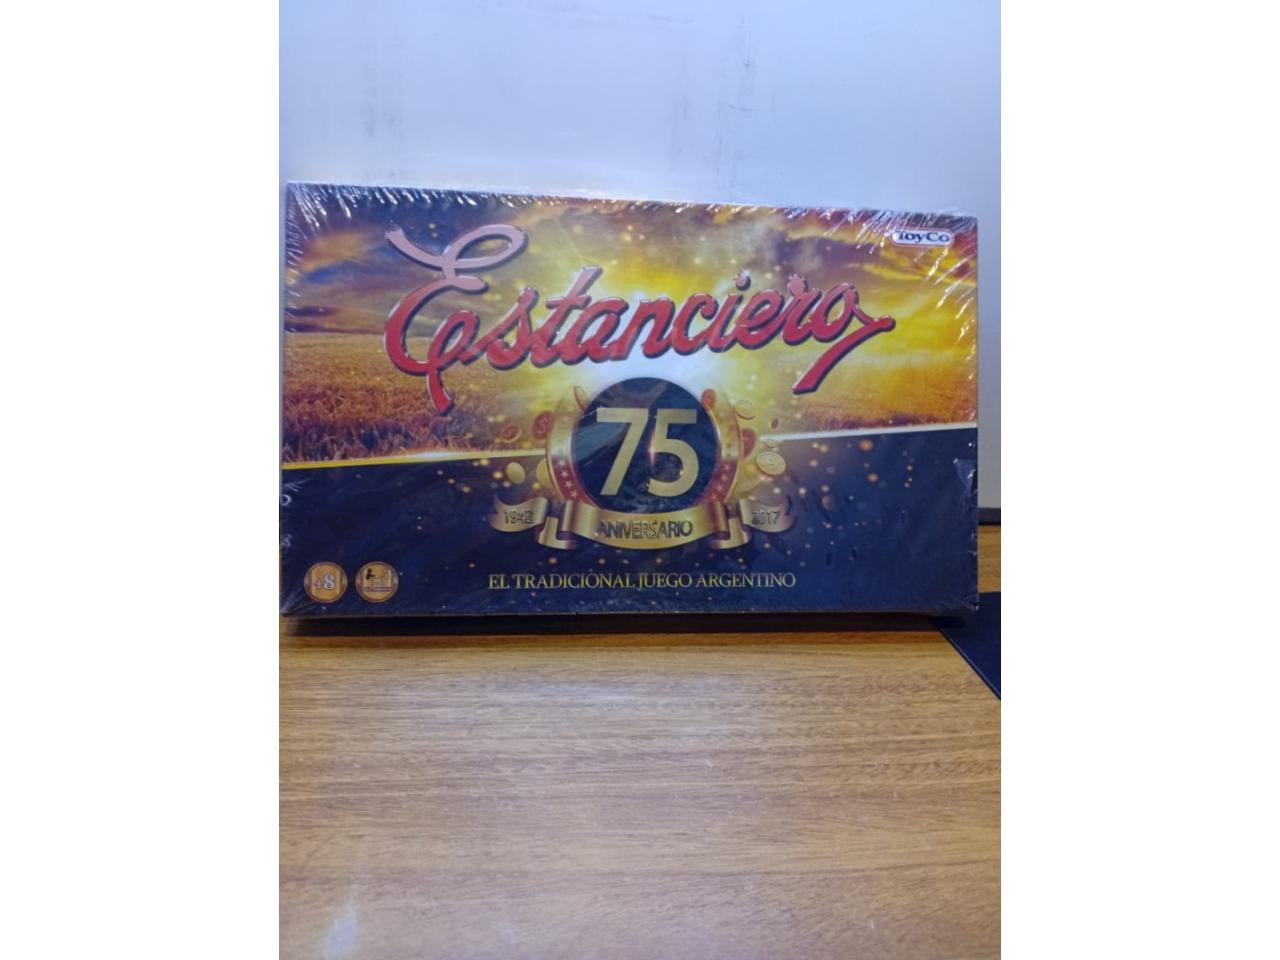 ToyCo
Estanciero
75
1942 ANIVERSARIO 2017
+8
EL TRADICIONAL JUEGO ARGENTINO